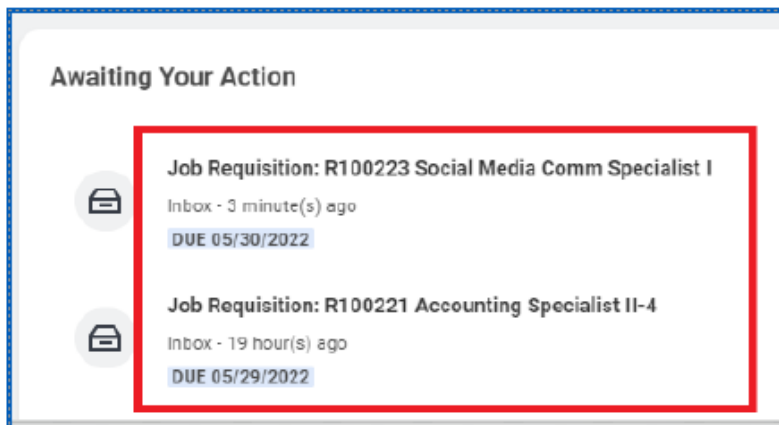 Awaiting Your Action
Job Requisition: R100223 Social Media Comm Specialist I
Inbox - 3 minute(s) ago
DUE 05/30/2022
Job Requisition: R100221 Accounting Specialist II-4
Inbox - 19 hour(s) ago
DUE 05/29/2022